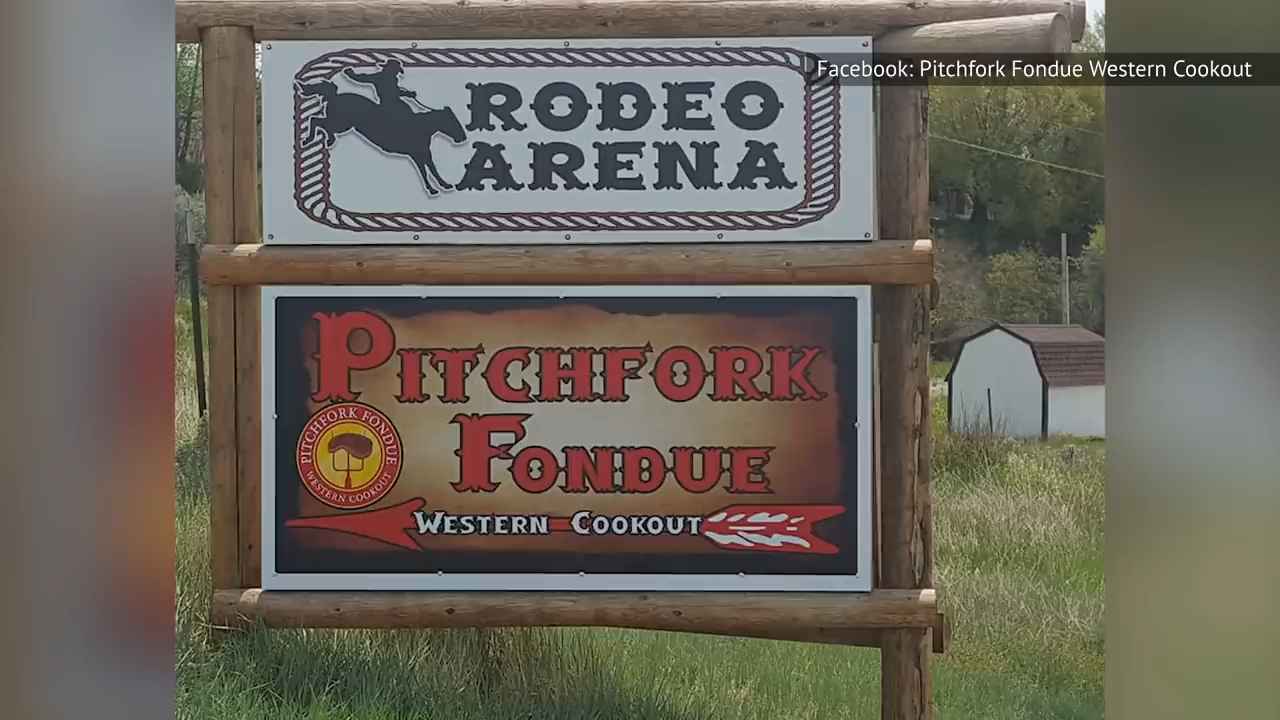 Facebook: Pitchfork Fondue Western Cookout
RODEO
ARENA
PITCHFORK
FONDUE
PITCHFORK FONDUE
WESTERN COOKOUT
WESTERN COOKOUT